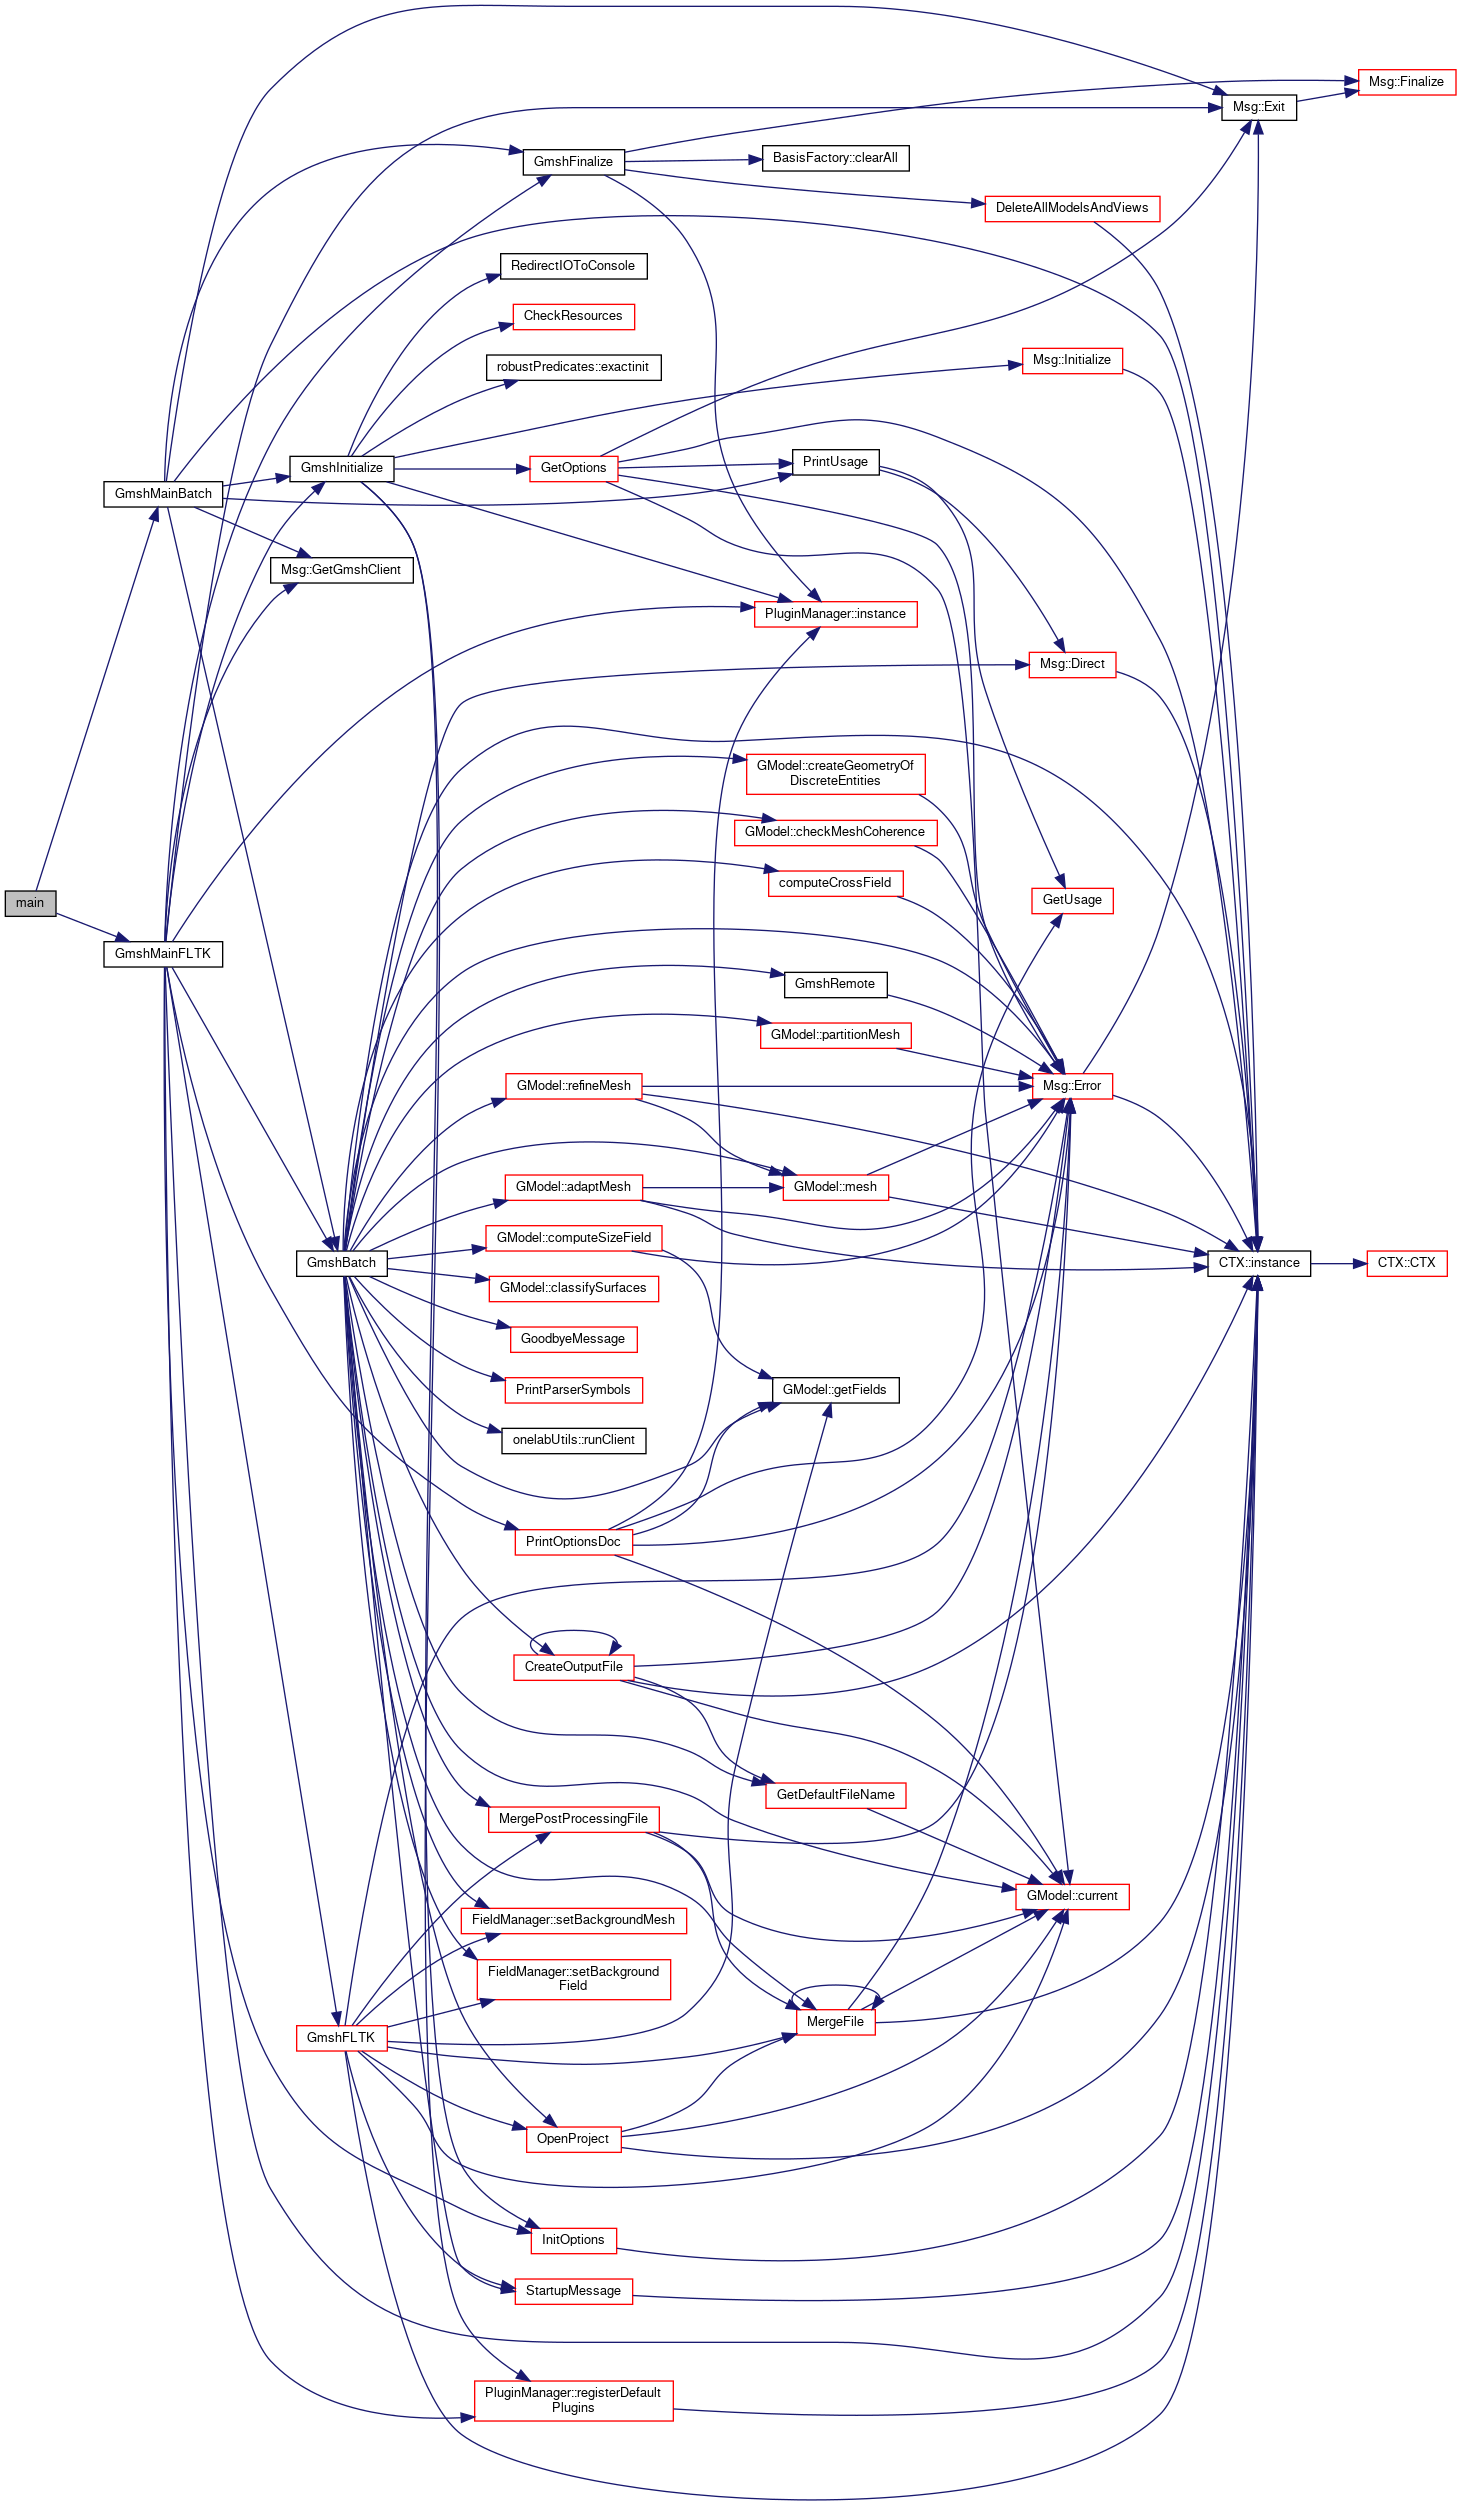 Msg::Finalize
Msg::Exit
GmshFinalize
BasisFactory::clearAll
DeleteAllModelsAndViews
RedirectIOToConsole
CheckResources
robustPredicates::exactinit
Msg::Initialize
GmshInitialize
GetOptions
PrintUsage
GmshMainBatch
Msg::GetGmshClient
PluginManager::instance
Msg::Direct
GModel::createGeometryOf
DiscreteEntities
GModel::checkMeshCoherence
computeCrossField
GetUsage
main
GmshMainFLTK
GmshRemote
GModel::partitionMesh
GModel::refineMesh
Msg::Error
GModel::adaptMesh
GModel::mesh
GModel::computeSizeField
GmshBatch
CTX::instance
CTX::CTX
GModel::classifySurfaces
GoodbyeMessage
PrintParserSymbols
GModel::getFields
onelabUtils::runClient
PrintOptionsDoc
CreateOutputFile
GetDefaultFileName
MergePostProcessingFile
GModel::current
FieldManager::setBackgroundMesh
FieldManager::setBackground
Field
MergeFile
GmshFLTK
OpenProject
InitOptions
StartupMessage
PluginManager::registerDefault
Plugins